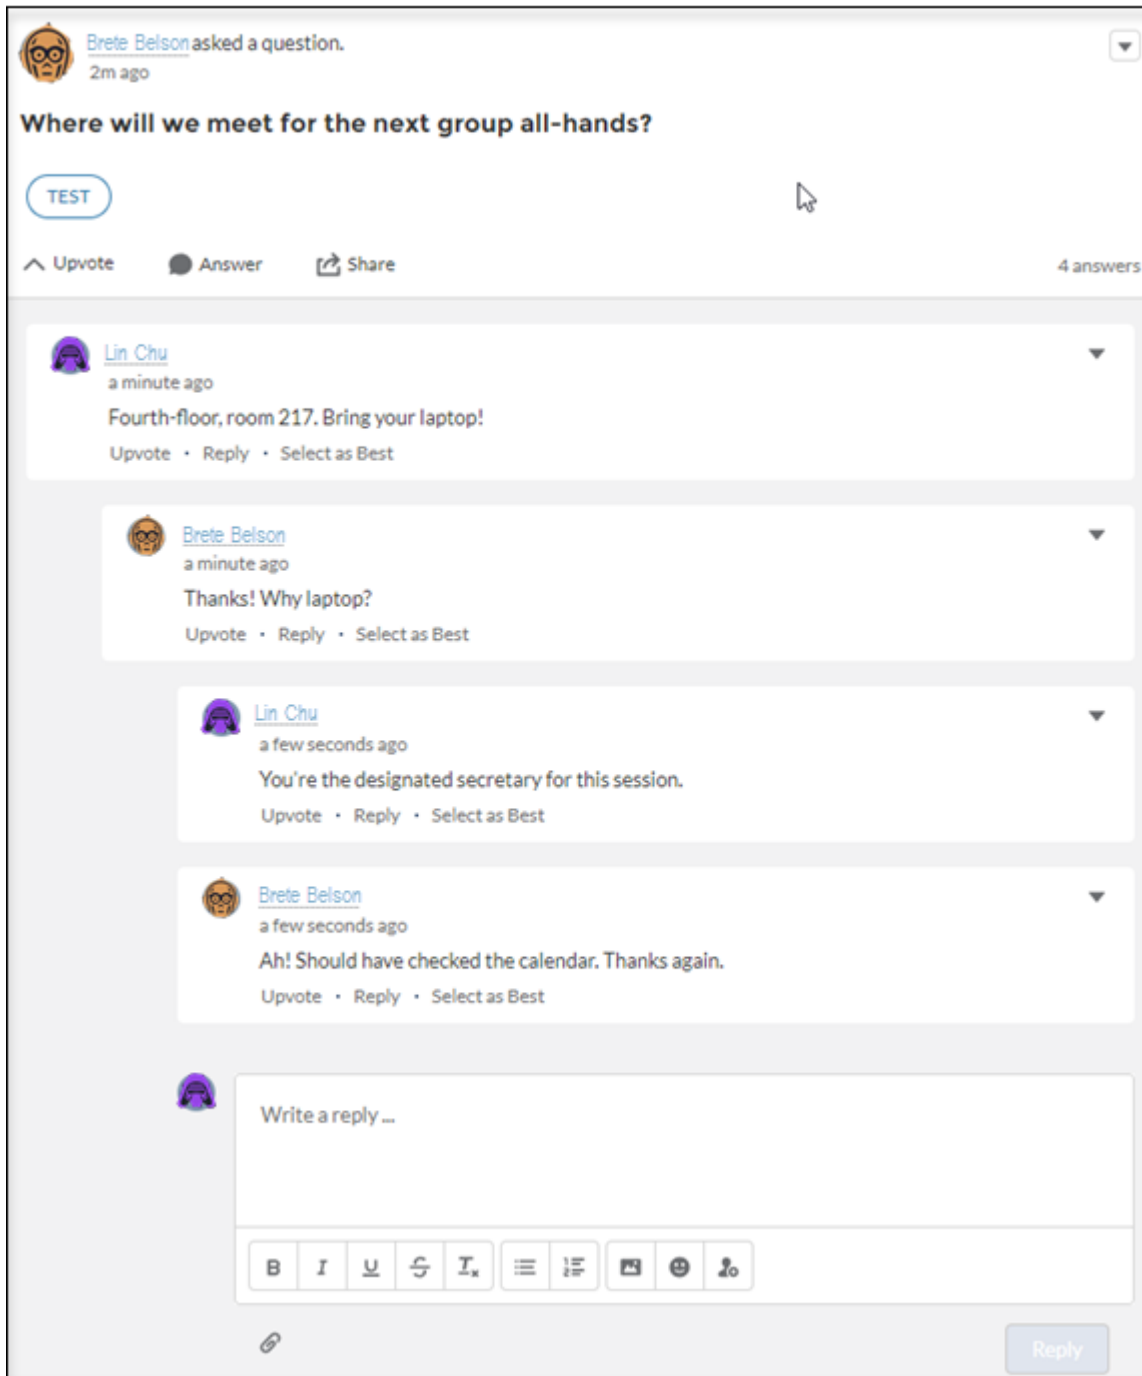 Brete Belson asked a question.
2m ago
Where will we meet for the next group all-hands?
TEST
Upvote Answer Share 4 answers
Lin Chu
a minute ago
Fourth-floor, room 217. Bring your laptop!
Upvote · Reply · Select as Best
Brete Belson
a minute ago
Thanks! Why laptop?
Upvote · Reply · Select as Best
Lin Chu
a few seconds ago
You're the designated secretary for this session.
Upvote · Reply · Select as Best
Brete Belson
a few seconds ago
Ah! Should have checked the calendar. Thanks again.
Upvote · Reply · Select as Best
Write a reply ...
B I U S Tx
Reply